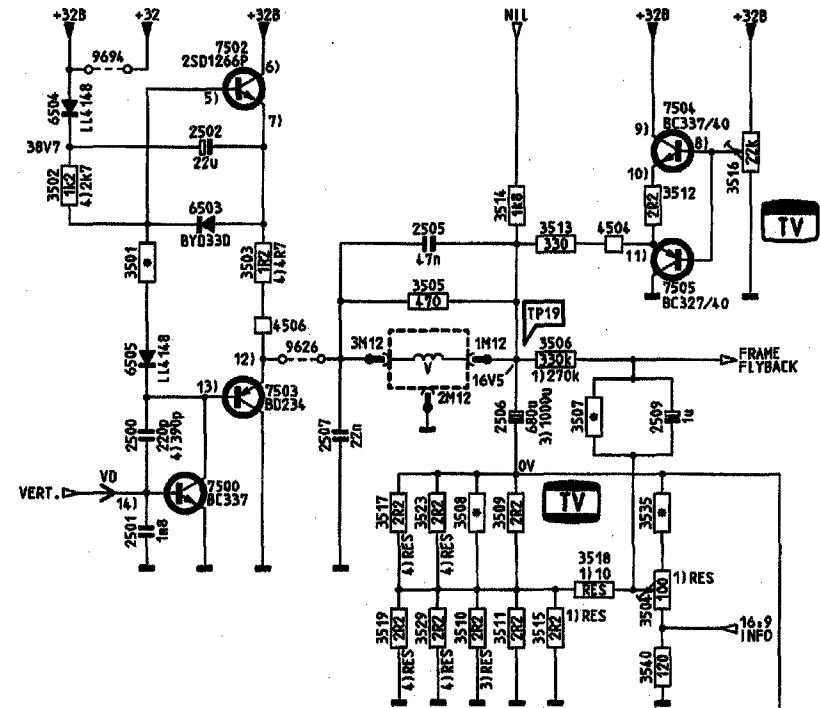 +32B
+32
+32B
NIL
+32B
+32B
9694
7502
2SD1266P
6)
5)
7)
6504
LL4148
38V7
2502
22u
3502
1k2
4)2k7
6503
BYD33D
3501
*
3503
1R2
4)4R7
4506
6505
LL4148
12)
9626
13)
7503
BD234
2500
220p
4)390p
VERT.
VD
14)
7500
BC337
2501
1n8
2507
22n
2505
47n
3505
470
3M12
1M12
V
2M12
3514
1k8
3513
330
4504
TP19
16V5
3506
330k
1)270k
2506
680u
3)1000u
7504
BC337/40
9)
8)
10)
3512
2R2
11)
7505
BC327/40
3516
22k
TV
FRAME
FLYBACK
3507
*
2509
1u
0V
TV
3517
2R2
4)RES
3523
2R2
4)RES
3508
*
3509
2R2
3535
*
3518
1)10
RES
1)RES
3504
100
3519
2R2
4)RES
3529
2R2
4)RES
3510
2R2
3)RES
3511
2R2
3515
2R2
1)RES
16:9
INFO
3540
120